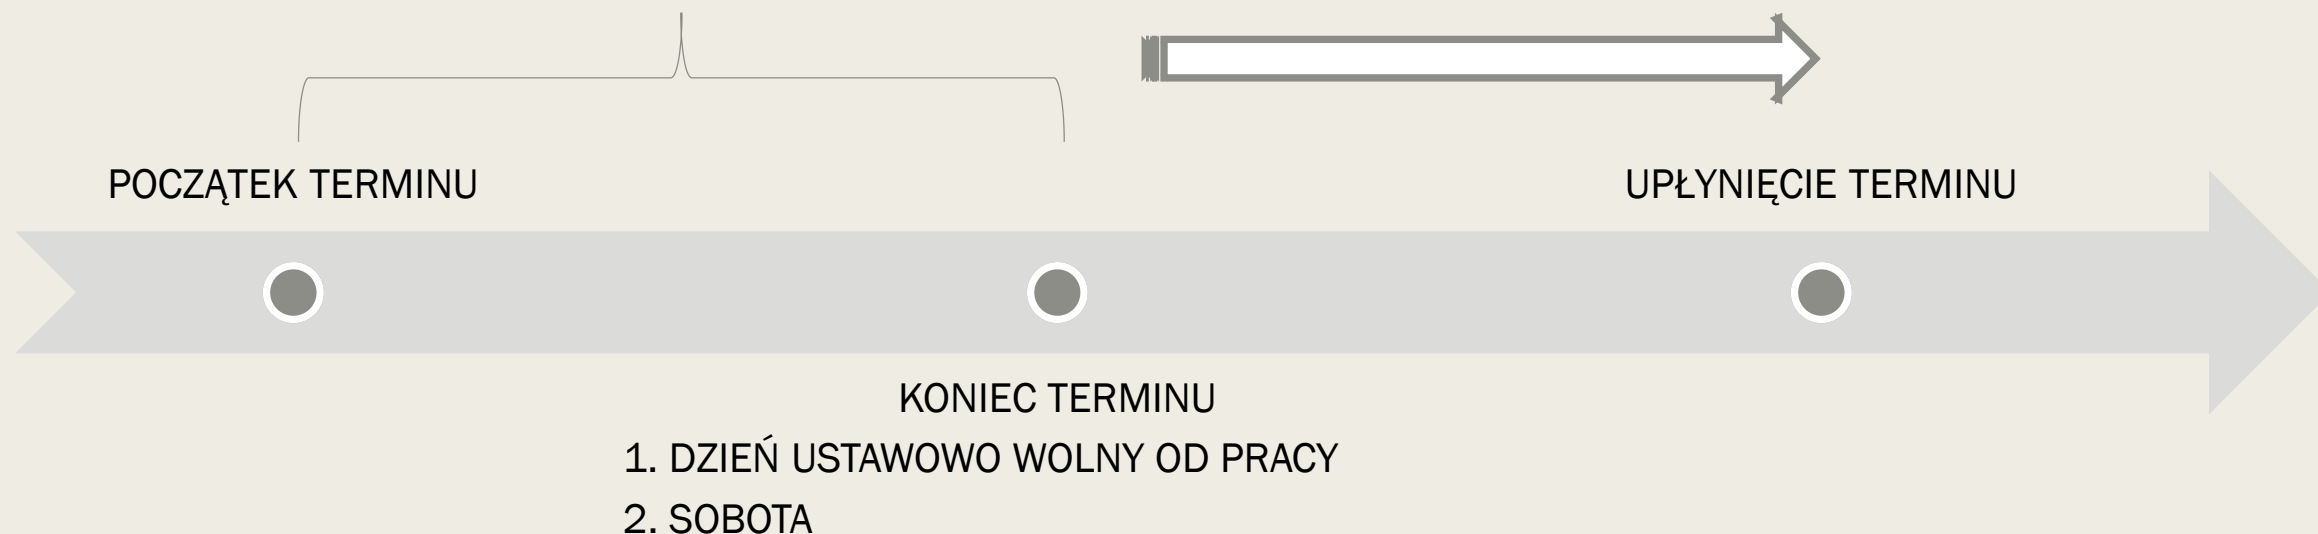 POCZĄTEK TERMINU
UPŁYNIĘCIE TERMINU
KONIEC TERMINU
1. DZIEŃ USTAWOWO WOLNY OD PRACY
2. SOBOTA